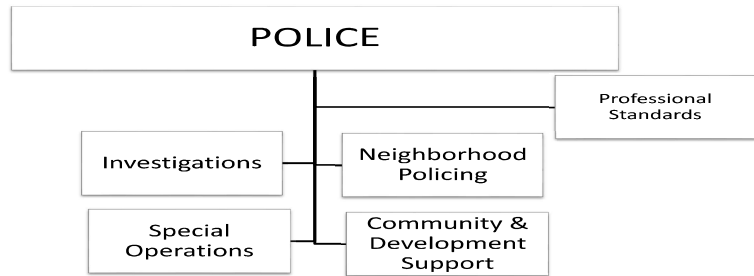 POLICE
Professional
Standards
Investigations
Neighborhood
Policing
Special
Operations
Community &
Development
Support